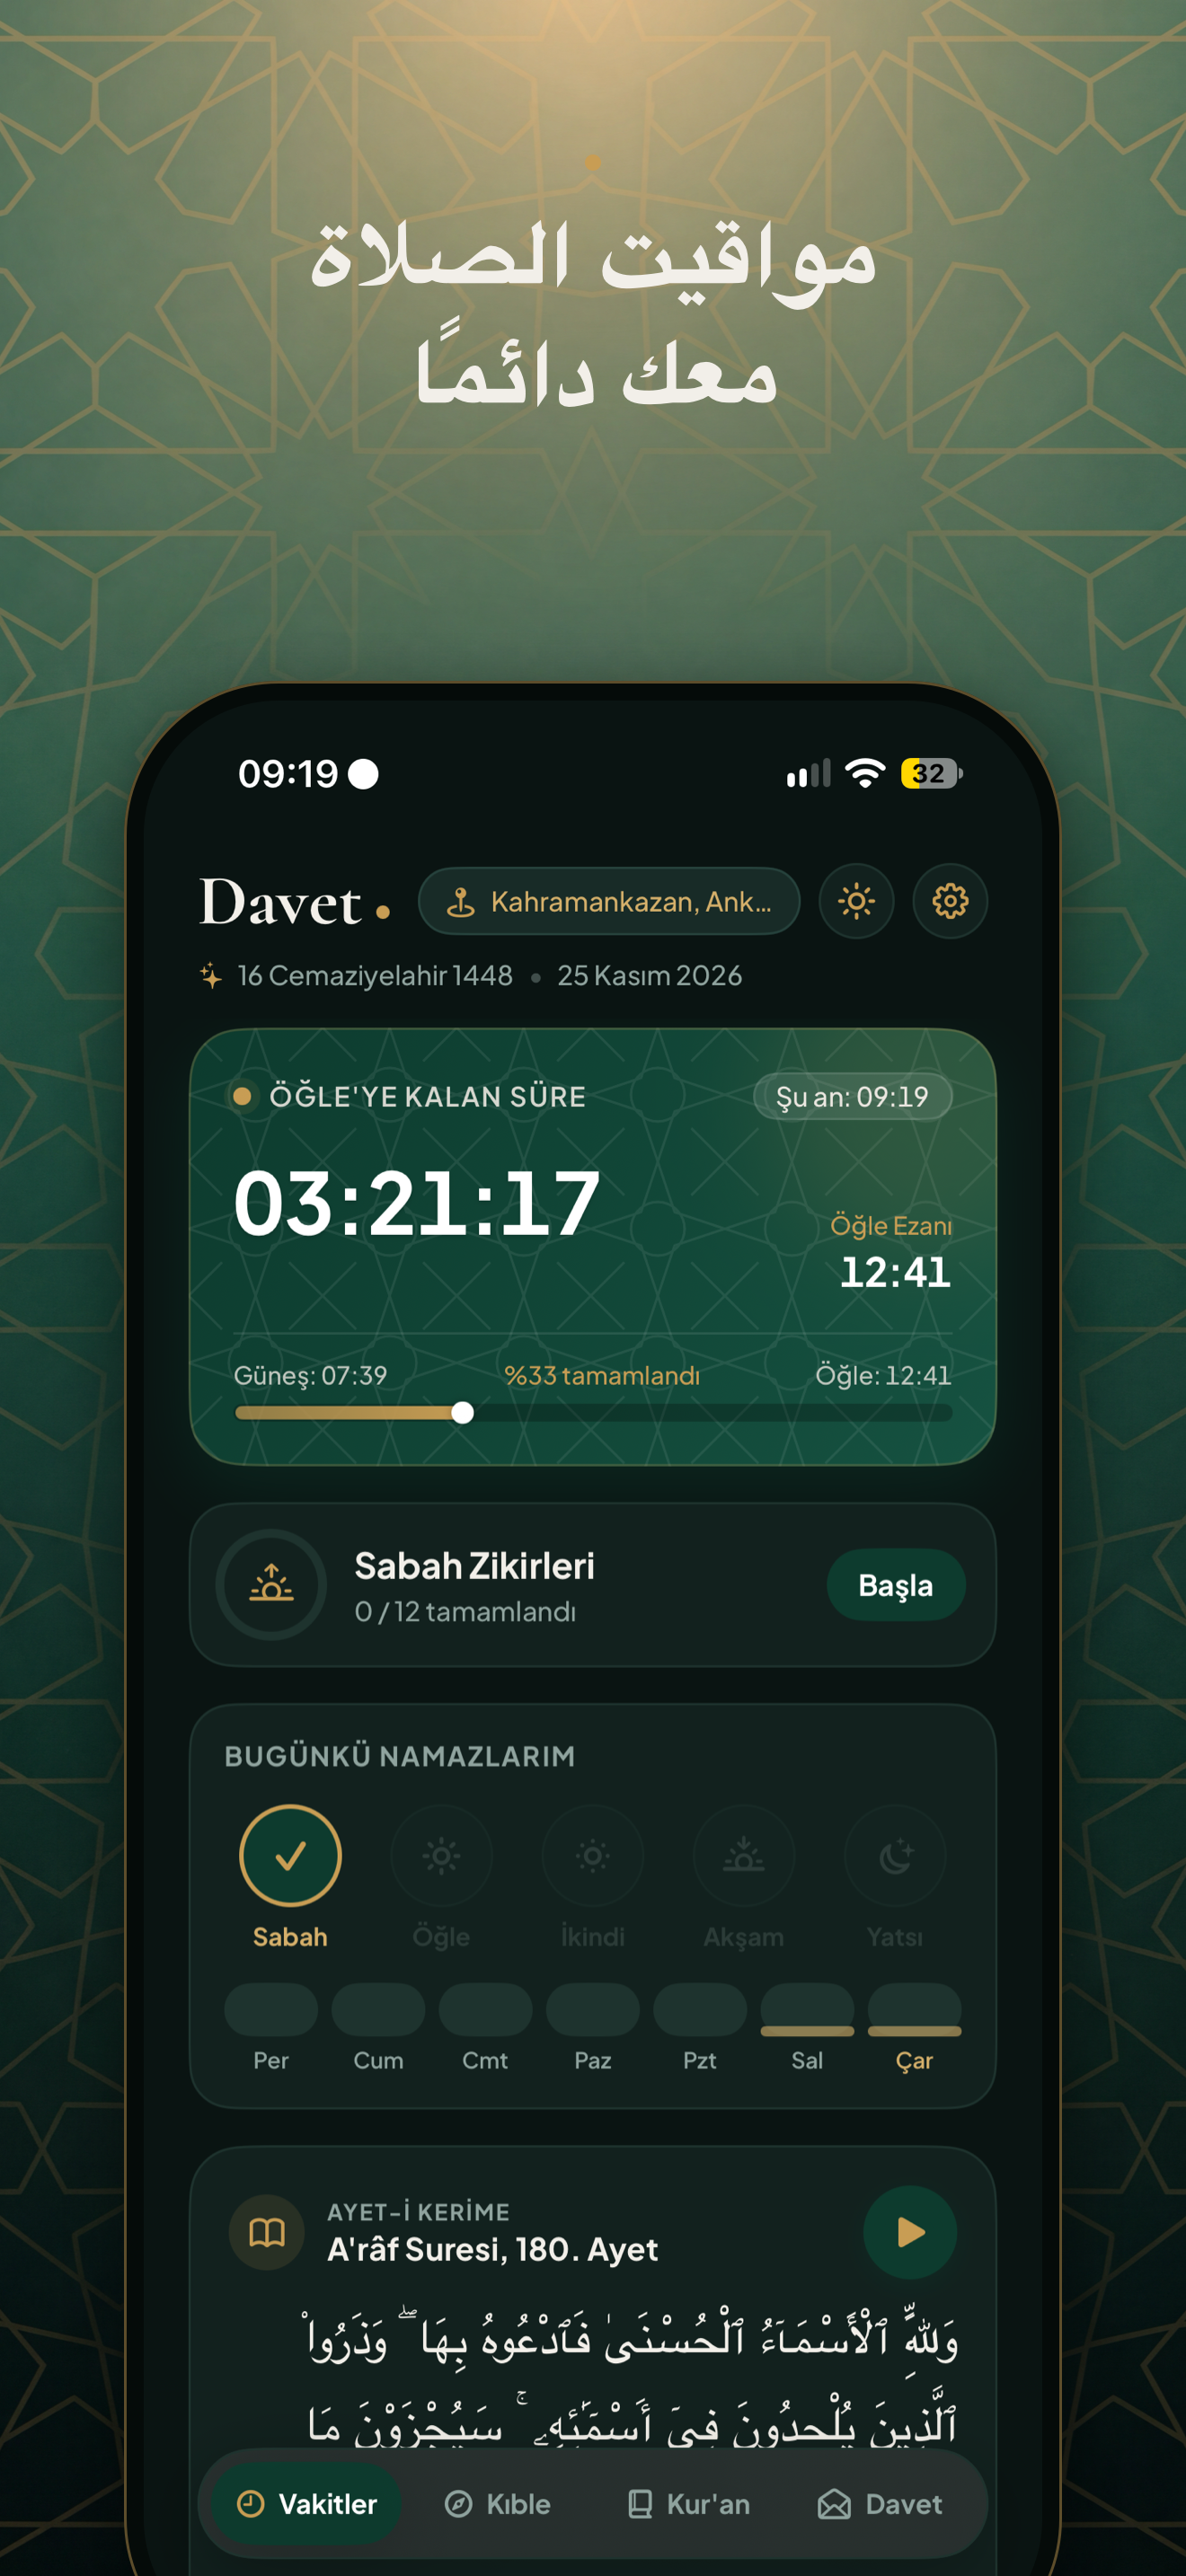 مواقيت الصلاة
معك دائمًا
09:19
32
Davet
Kahramankazan, Ank...
16 Cemaziyelahir 1448 • 25 Kasım 2026
ÖĞLE'YE KALAN SÜRE
Şu an: 09:19
03:21:17
Öğle Ezanı
12:41
Güneş: 07:39 %33 tamamlandı Öğle: 12:41
Sabah Zikirleri
0 / 12 tamamlandı
Başla
BUGÜNKÜ NAMAZLARIM
Sabah Öğle İkindi Akşam Yatsı
Per Cum Cmt Paz Pzt Sal Çar
AYET-İ KERİME
A'râf Suresi, 180. Ayet
وَلِلَّهِ ٱلْأَسْمَآءُ ٱلْحُسْنَىٰ فَٱدْعُوهُ بِهَا ۖ وَذَرُوا۟
ٱلَّذِينَ يُلْحِدُونَ فِىٓ أَسْمَـٰٓئِهِۦ ۚ سَيُجْزَوْنَ مَا
Vakitler Kıble Kur'an Davet